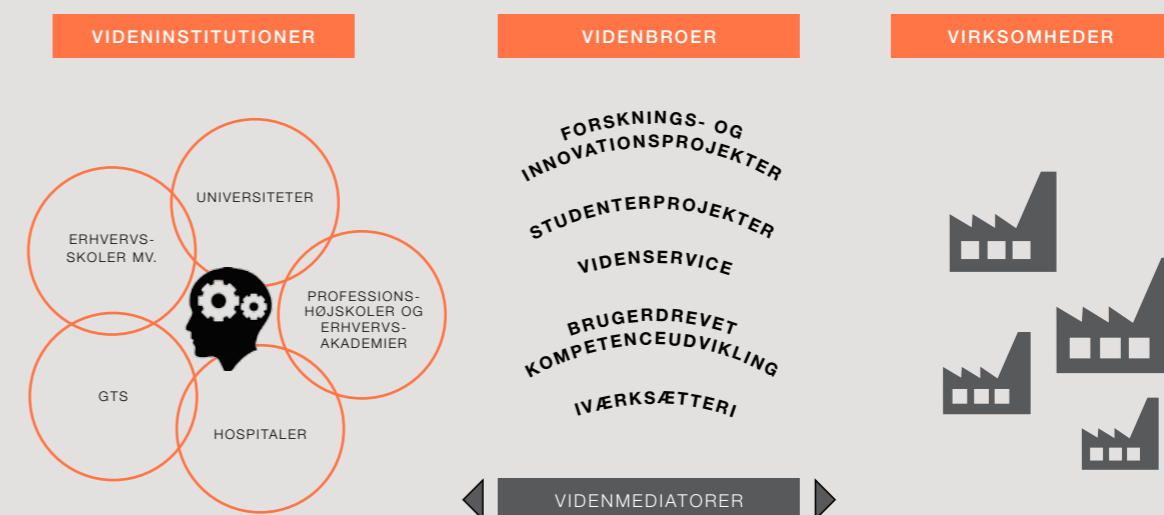 VIDENINSTITUTIONER
UNIVERSITETER
ERHVERVS-
SKOLER MV.
PROFESSIONS-
HØJSKOLER OG
ERHVERVS-
AKADEMIER
GTS
HOSPITALER
VIDENBROER
FORSKNINGS- OG
INNOVATIONSPROJEKTER
STUDENTERPROJEKTER
VIDENSERVICE
BRUGERDREVET
KOMPETENCEUDVIKLING
IVÆRKSÆTTERI
VIDENMEDIATORER
VIRKSOMHEDER